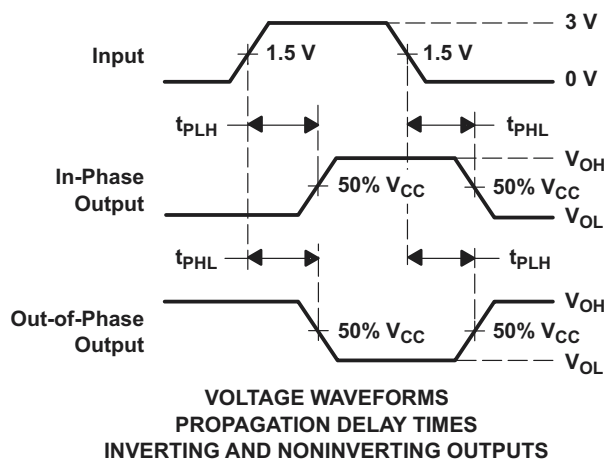 3 V
Input
1.5 V
1.5 V
0 V
tPLH
tPHL
VOH
In-Phase
Output
50% VCC
50% VCC
VOL
tPHL
tPLH
VOH
Out-of-Phase
Output
50% VCC
50% VCC
VOL
VOLTAGE WAVEFORMS
PROPAGATION DELAY TIMES
INVERTING AND NONINVERTING OUTPUTS